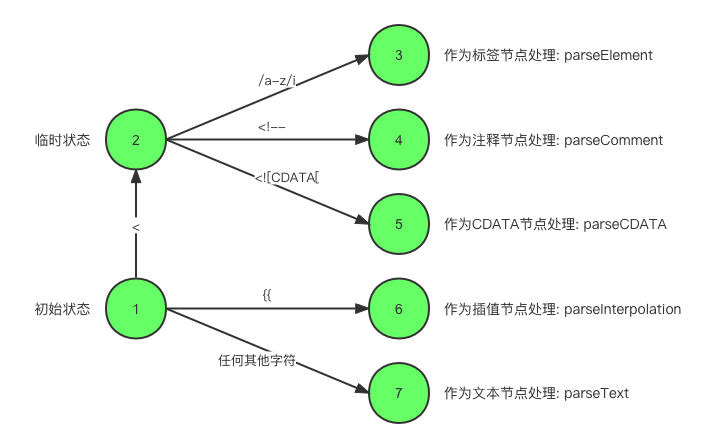 3 作为标签节点处理: parseElement
/a-z/i
临时状态 2 <!-- 4 作为注释节点处理: parseComment
<![CDATA[
5 作为CDATA节点处理: parseCDATA
<
初始状态 1 {{ 6 作为插值节点处理: parseInterpolation
任何其他字符
7 作为文本节点处理: parseText